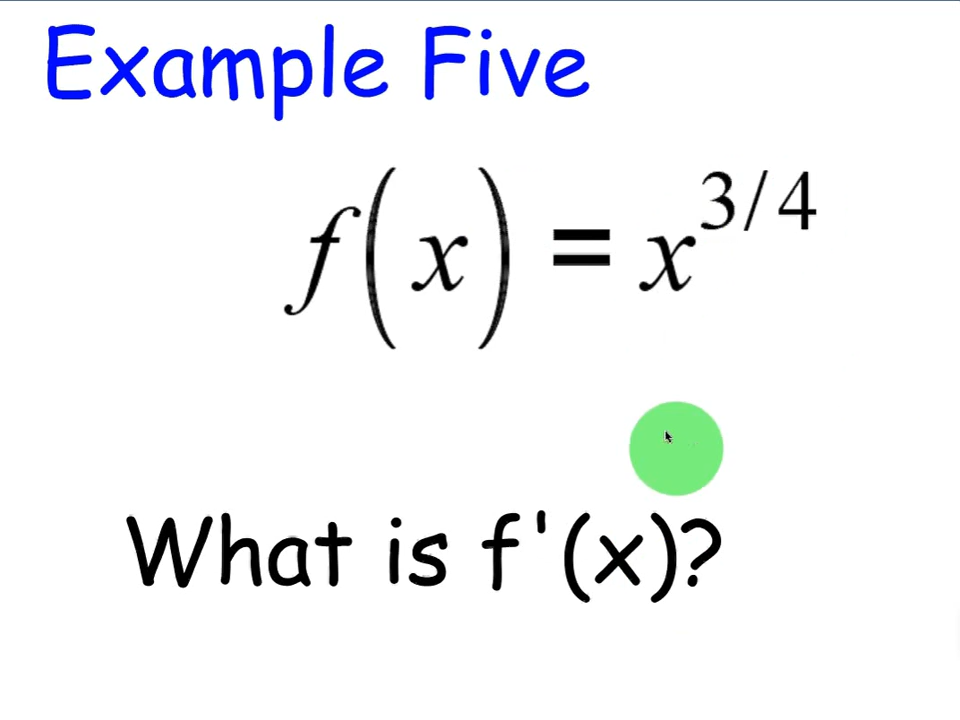 Example Five
f(x) = x^{3/4}
What is f'(x)?